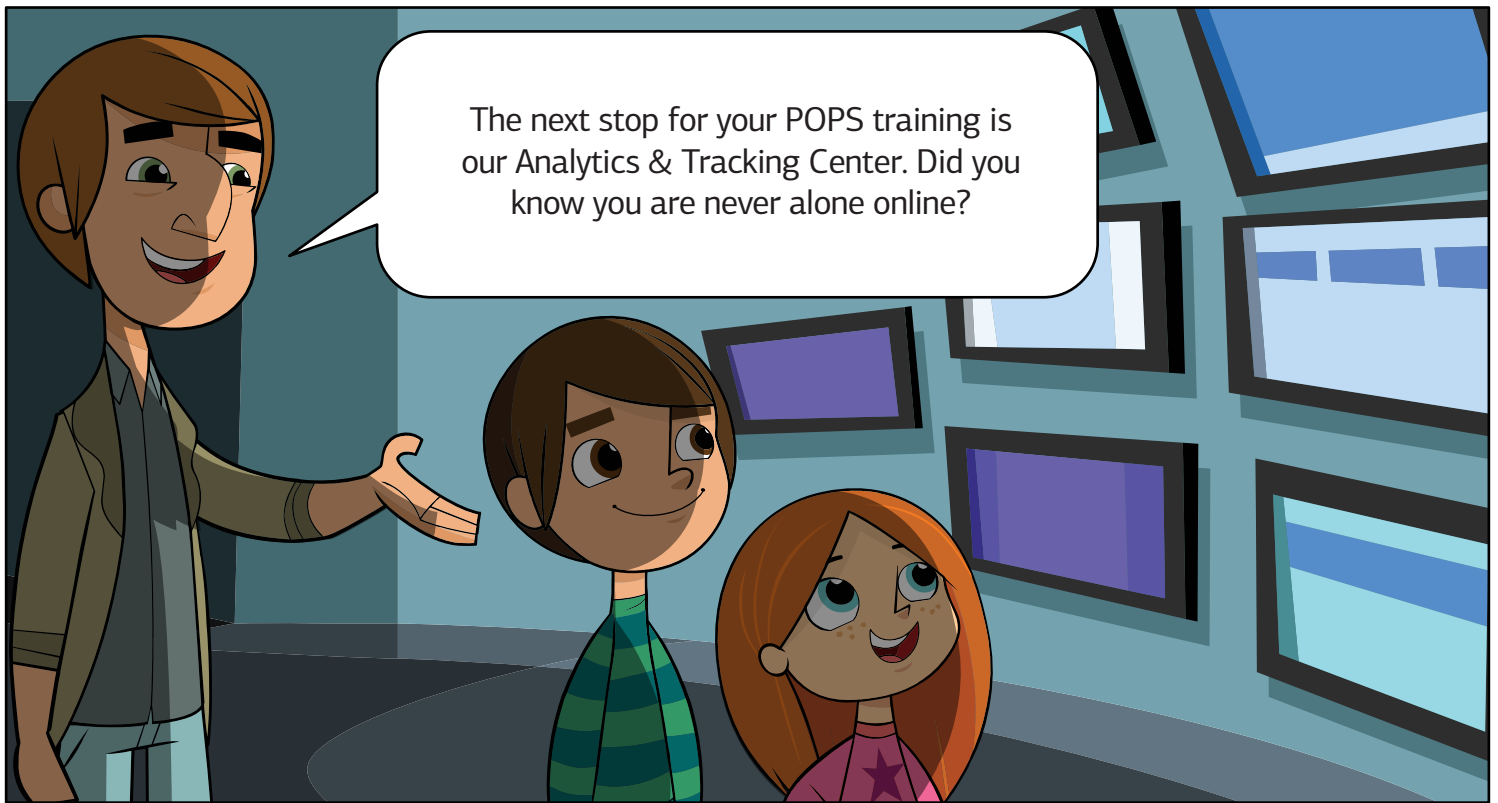 The next stop for your POPS training is
our Analytics & Tracking Center. Did you
know you are never alone online?